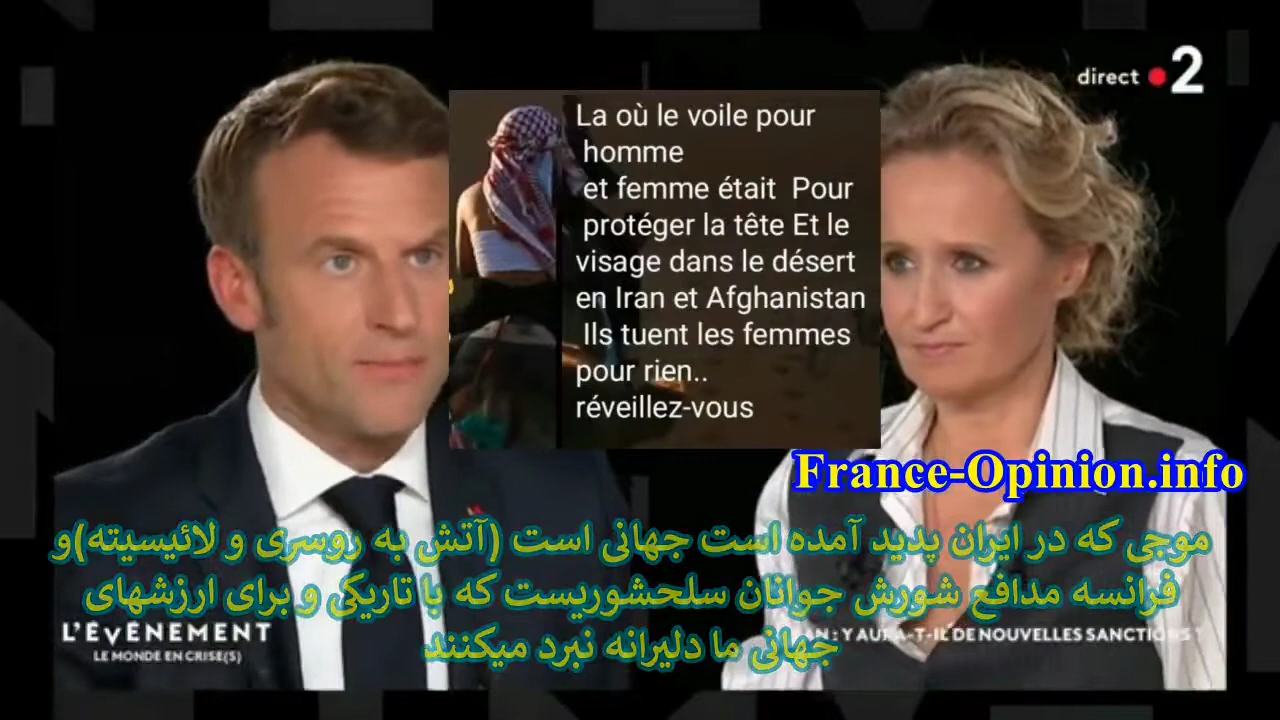 direct 2
La où le voile pour
homme
et femme était Pour
protéger la tête Et le
visage dans le désert
en Iran et Afghanistan
Ils tuent les femmes
pour rien..
réveillez-vous
France-Opinion.info
موجی که در ایران پدید آمده است جهانی است (آتش به روسری و لائیسیته)و
فرانسه مدافع شورش جوانان سلحشوریست که با تاریکی و برای ارزشهای
جهانی ما دلیرانه نبرد میکنند
L'ÉVÉNEMENT
LE MONDE EN CRISE(S)
: Y AURA-T-IL DE NOUVELLES SANCTIONS ?